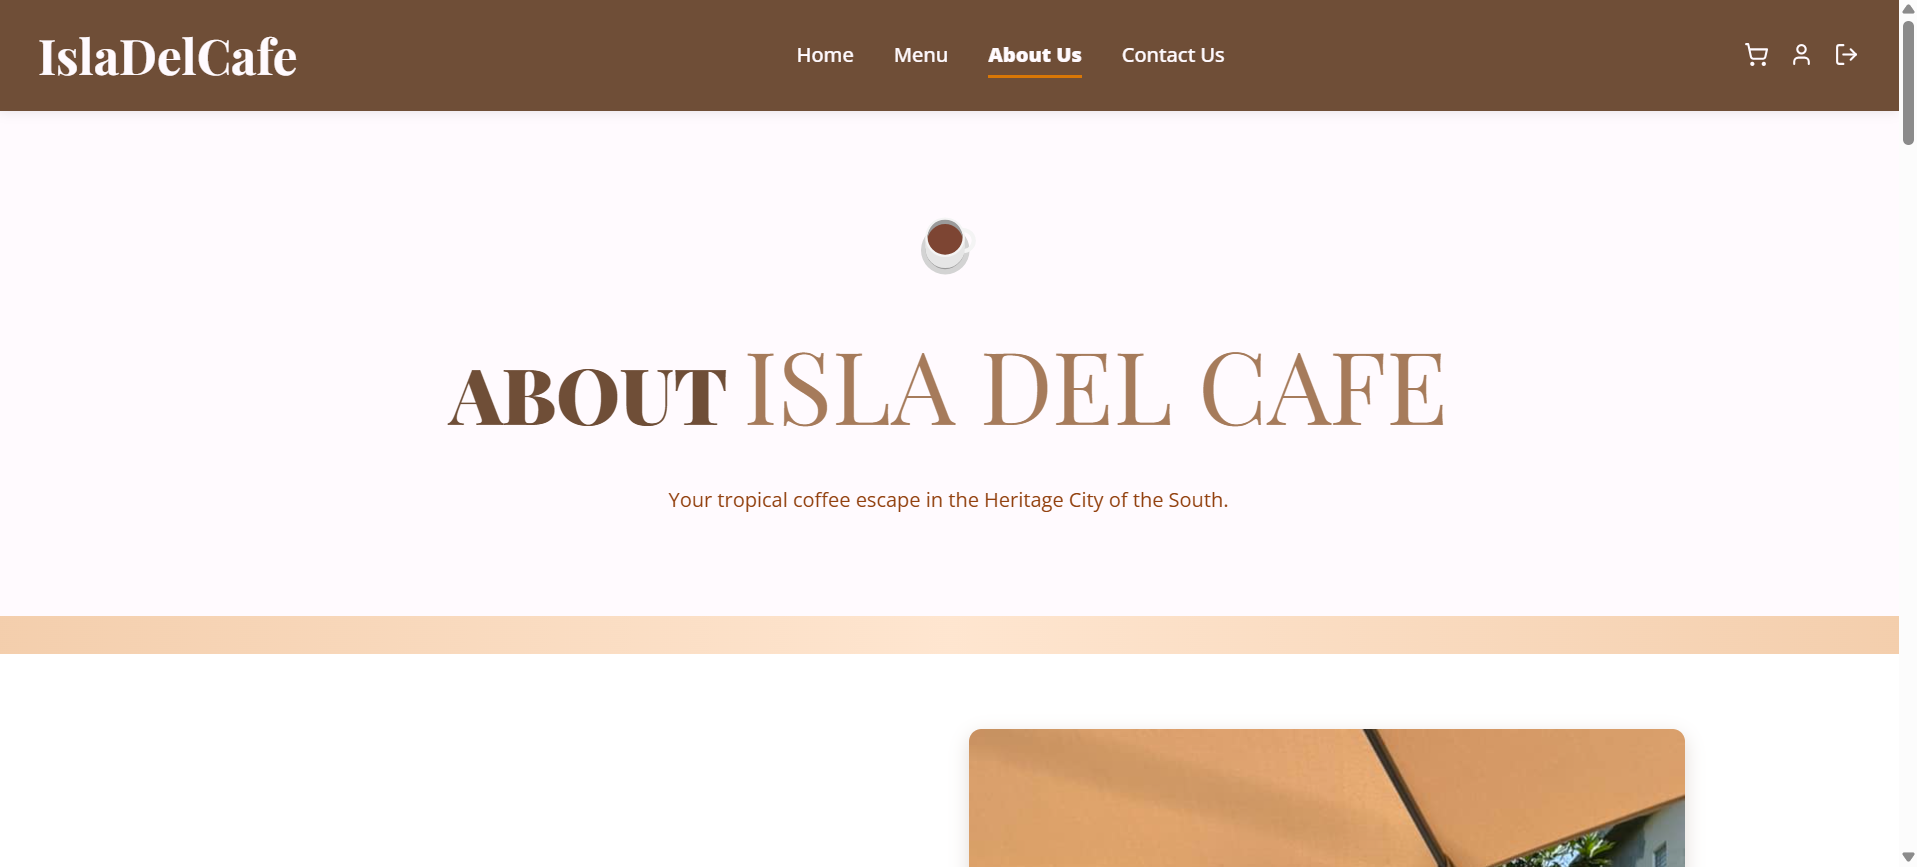 IslaDelCafe
Home Menu About Us Contact Us
ABOUT ISLA DEL CAFE
Your tropical coffee escape in the Heritage City of the South.